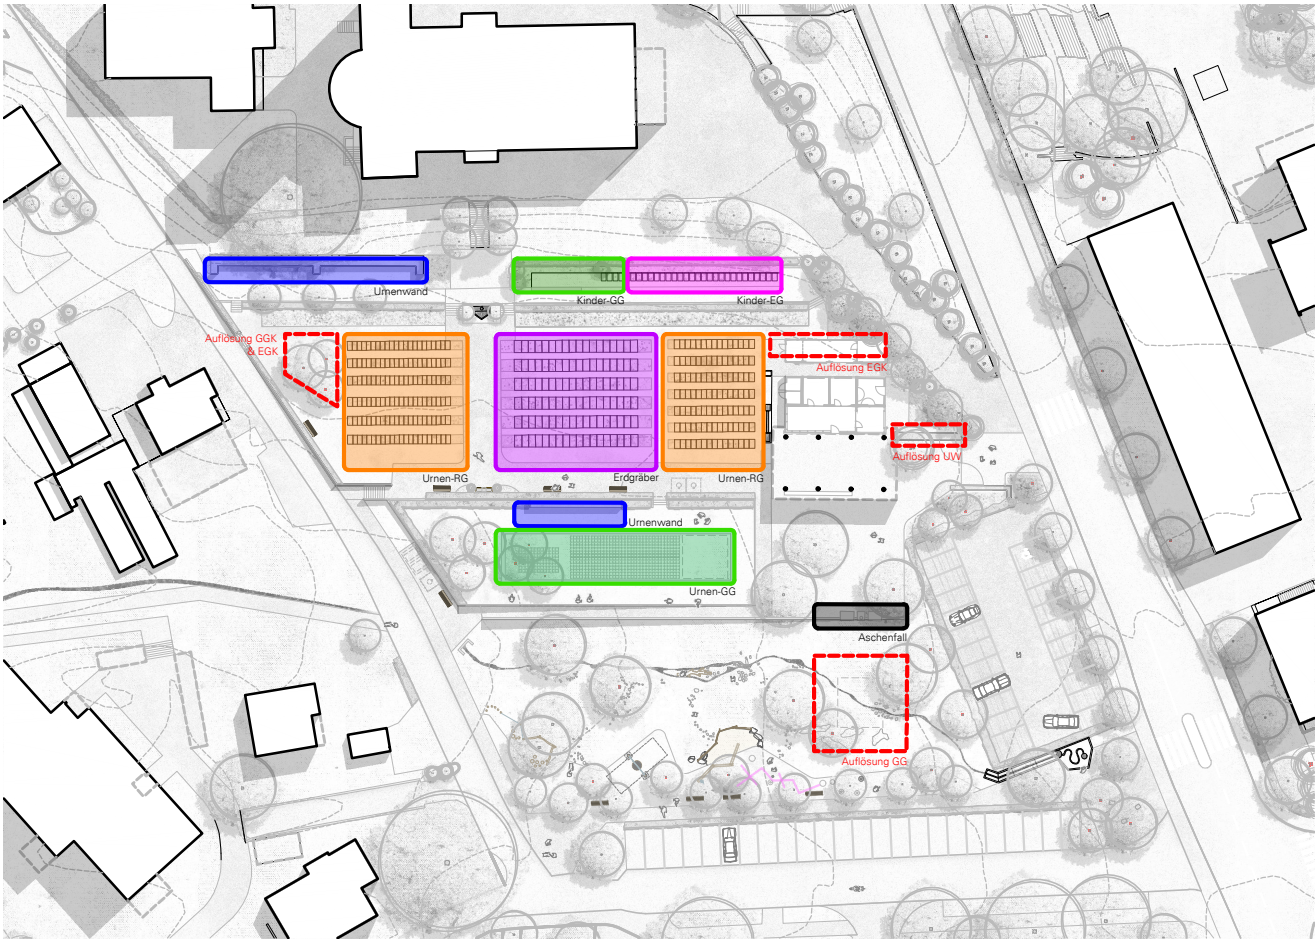 Urnenwand
Kinder-GG
Kinder-EG
Auflösung GGK
& EGK
Auflösung EGK
Auflösung UW
Urnen-RG
Erdgräber
Urnen-RG
Urnenwand
Urnen-GG
Aschenfall
Auflösung GG